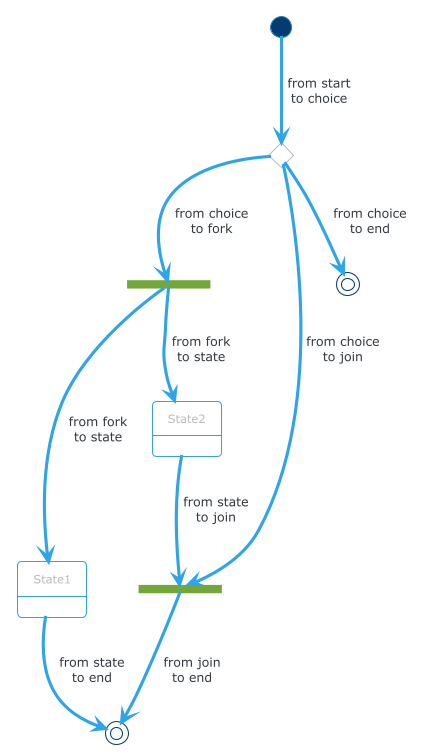 from start
to choice
from choice
to fork
from choice
to end
from fork
to state
from choice
to join
from fork
to state
State2
from state
to join
State1
from state
to end
from join
to end